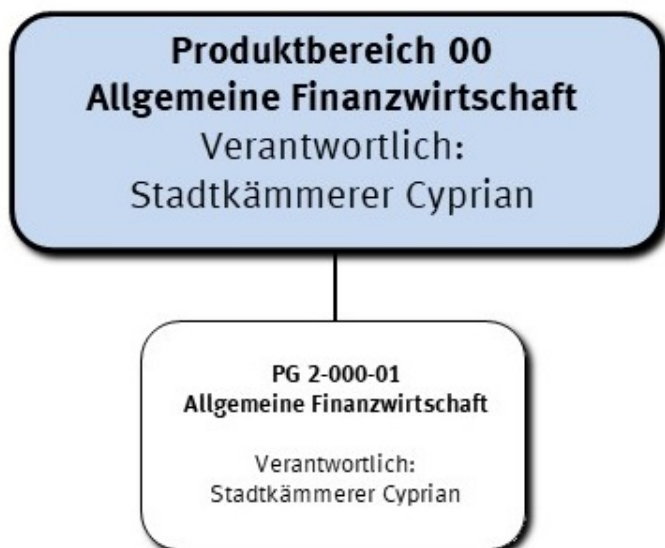 Produktbereich 00
Allgemeine Finanzwirtschaft
Verantwortlich:
Stadtkämmerer Cyprian
PG 2-000-01
Allgemeine Finanzwirtschaft
Verantwortlich:
Stadtkämmerer Cyprian